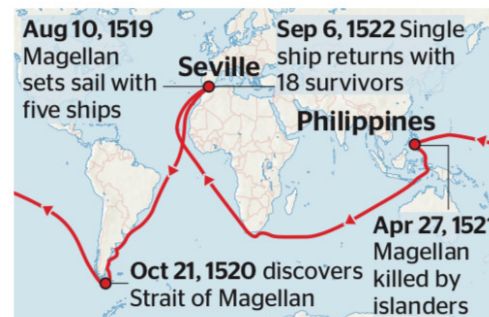 Aug 10, 1519
Magellan
sets sail with
five ships
Seville
Sep 6, 1522 Single
ship returns with
18 survivors
Philippines
Oct 21, 1520 discovers
Strait of Magellan
Apr 27, 1521
Magellan
killed by
islanders